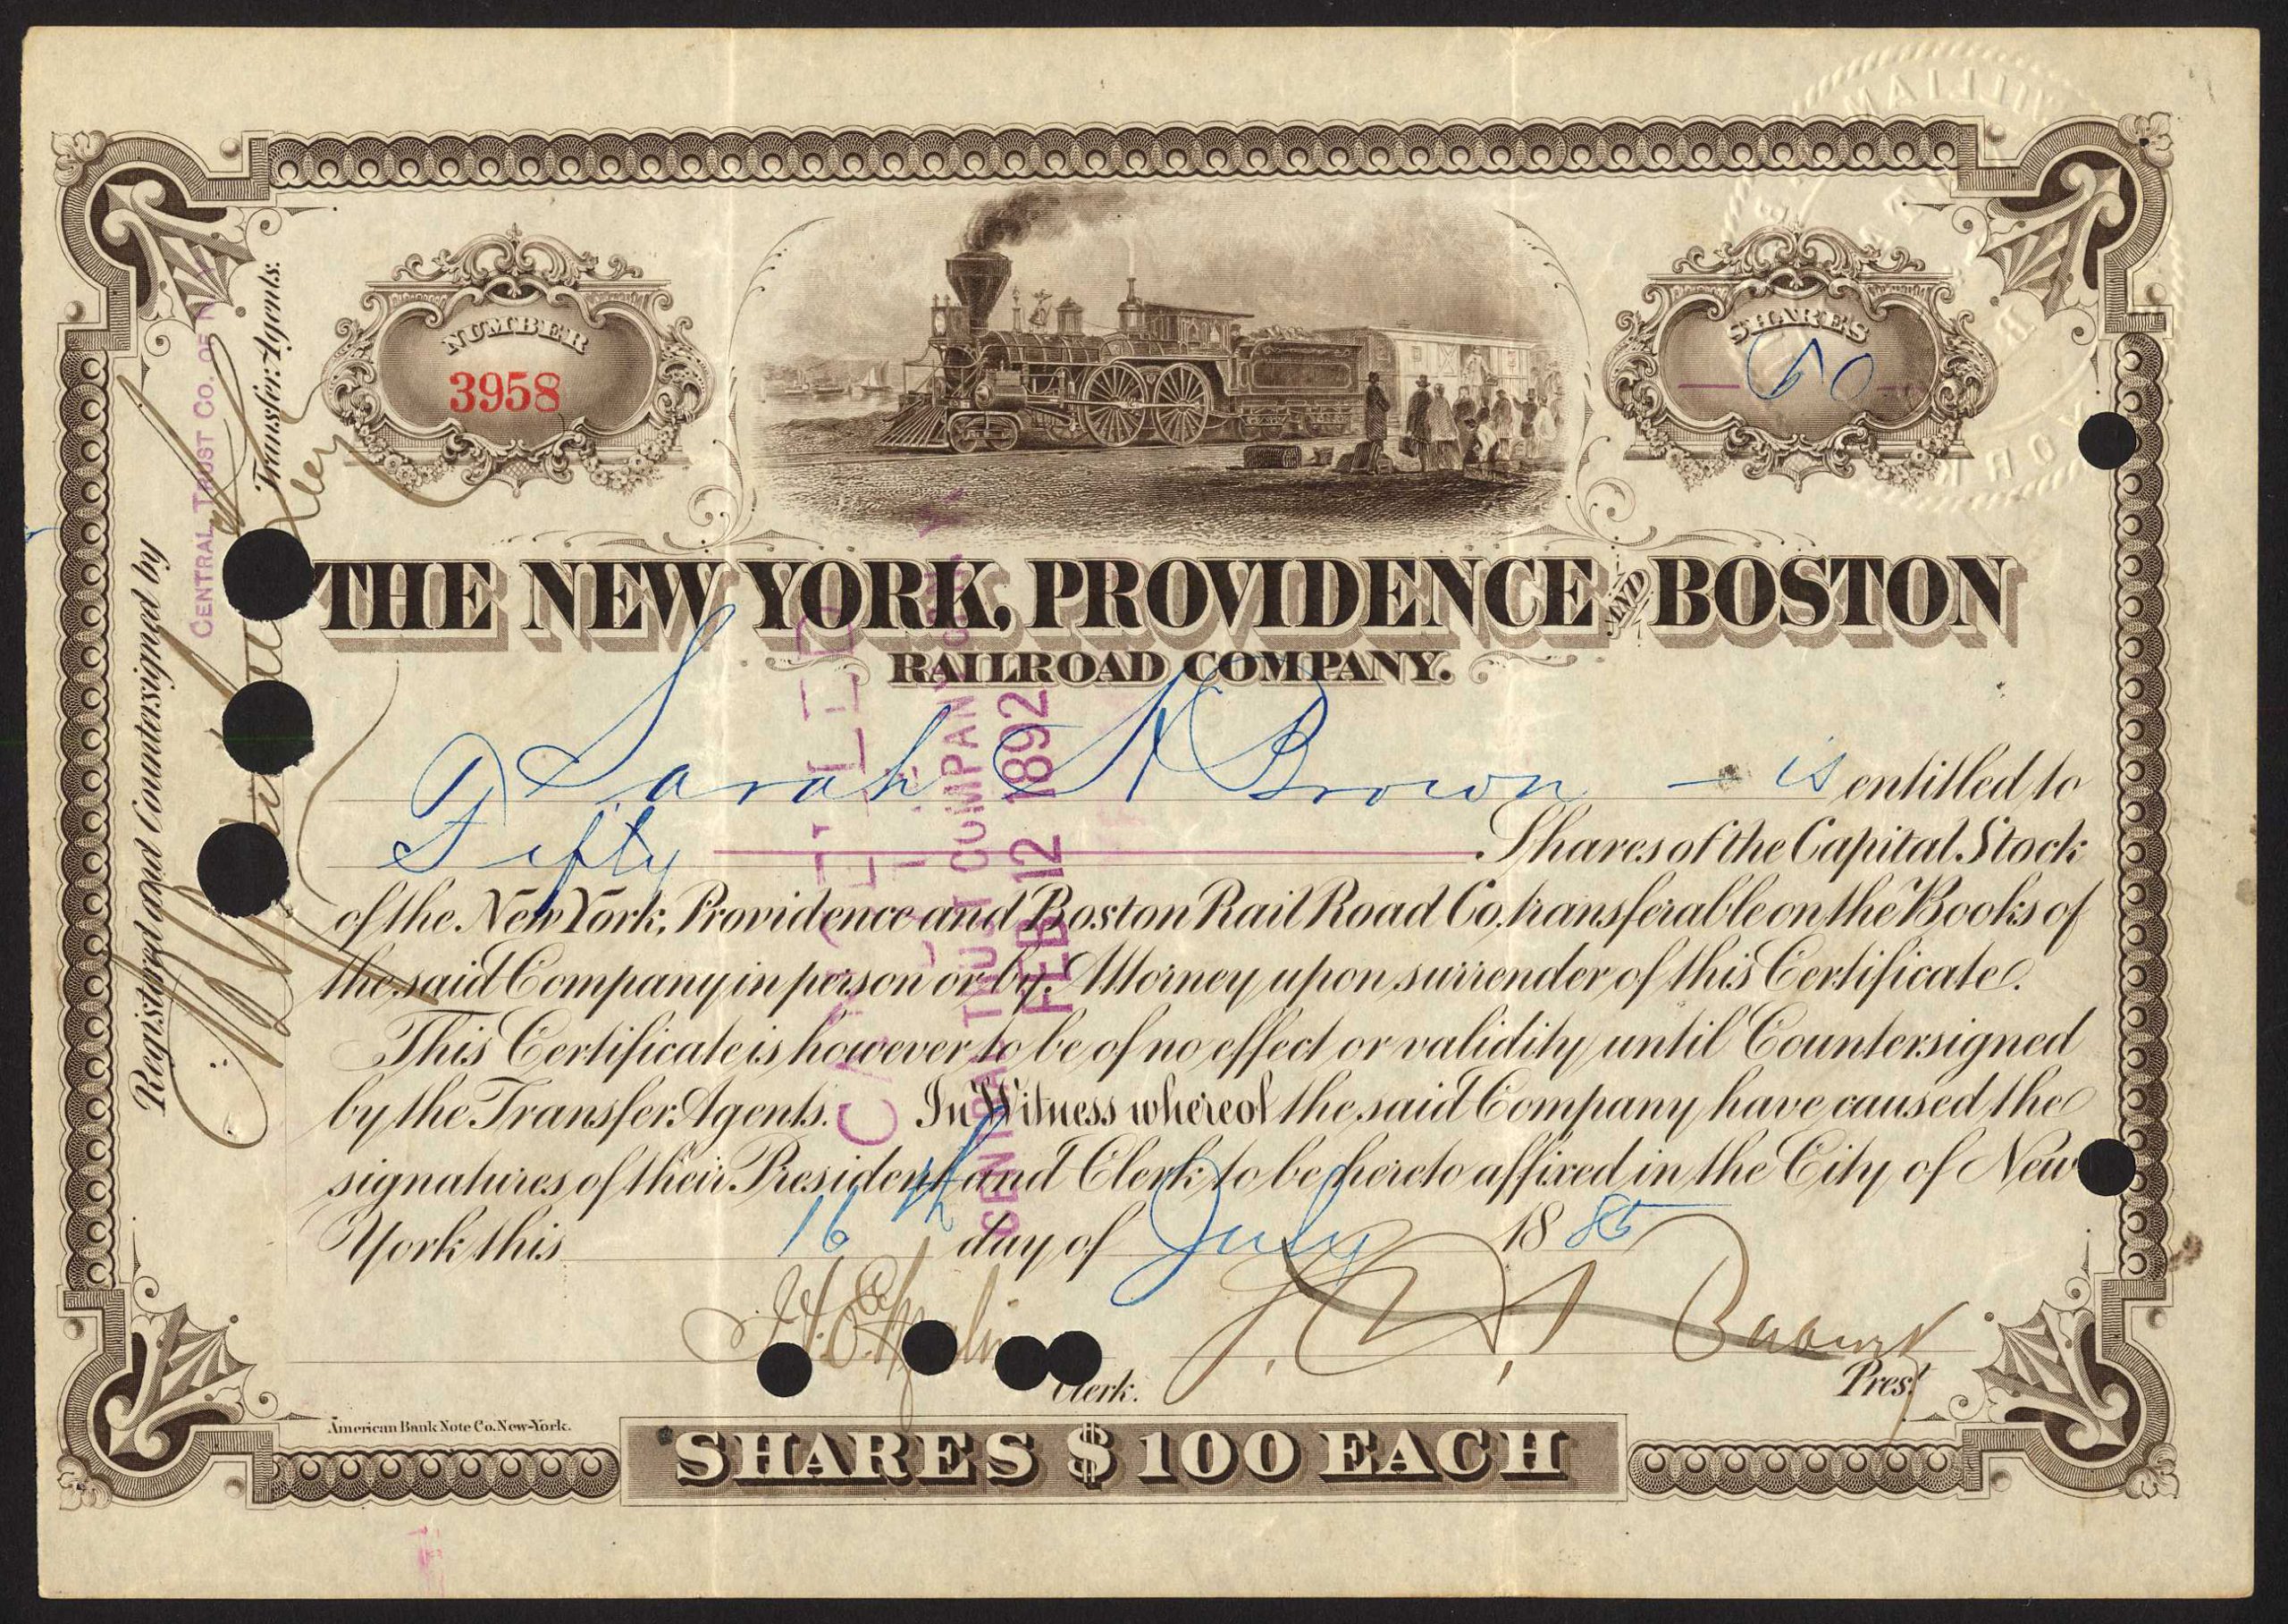 NUMBER
3958
SHARES
50
THE NEW YORK, PROVIDENCE AND BOSTON
RAILROAD COMPANY.
Sarah A Brown — is entitled to
Fifty Shares of the Capital Stock
of the New York, Providence and Boston Rail Road Co. transferable on the Books of
the said Company in person or by Attorney upon surrender of this Certificate.
This Certificate is however to be of no effect or validity until Countersigned
by the Transfer Agents. In Witness whereof the said Company have caused the
signatures of their President and Clerk to be hereto affixed in the City of New
York this 16th day of July 1885
Clerk.
Prest
American Bank Note Co. New-York.
SHARES $100 EACH
Registered and Countersigned by
CENTRAL TRUST CO. OF N.Y.
Transfer Agents.
CANCELLED
CENTRAL TRUST COMPANY
FEB 12 1892